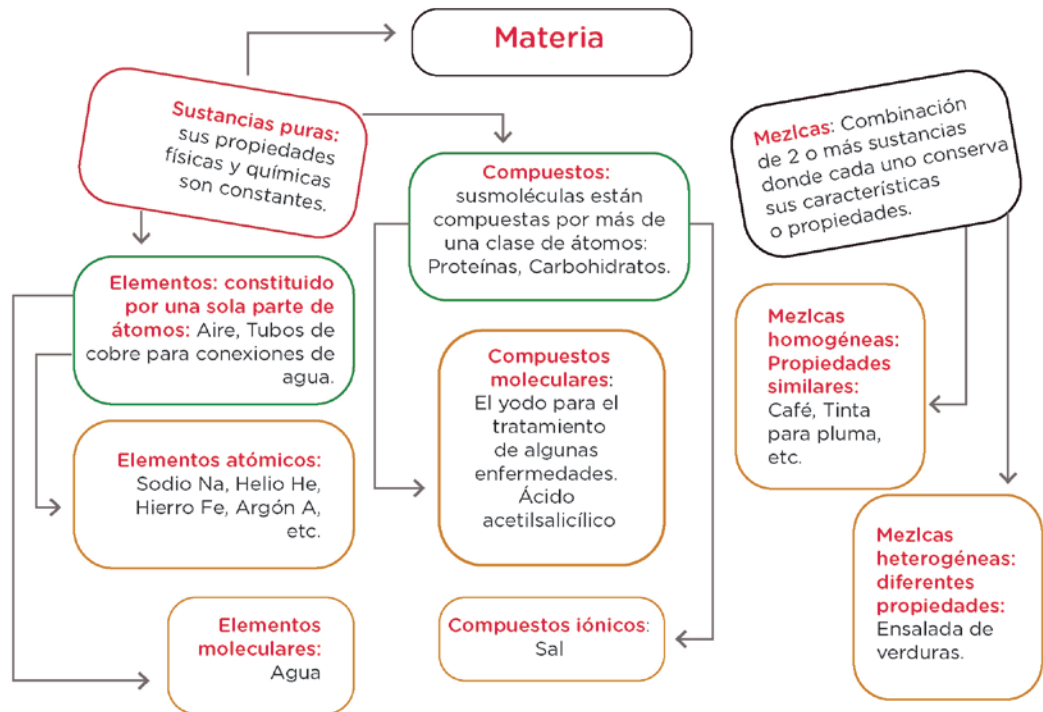 Materia
Sustancias puras:
sus propiedades
físicas y químicas
son constantes.
Compuestos:
susmoléculas están
compuestas por más de
una clase de átomos:
Proteínas, Carbohidratos.
Mezlcas: Combinación
de 2 o más sustancias
donde cada uno conserva
sus características
o propiedades.
Elementos: constituido
por una sola parte de
átomos: Aire, Tubos de
cobre para conexiones de
agua.
Compuestos
moleculares:
El yodo para el
tratamiento
de algunas
enfermedades.
Ácido
acetilsalicílico
Mezlcas
homogéneas:
Propiedades
similares:
Café, Tinta
para pluma,
etc.
Elementos atómicos:
Sodio Na, Helio He,
Hierro Fe, Argón A,
etc.
Mezlcas
heterogéneas:
diferentes
propiedades:
Ensalada de
verduras.
Elementos
moleculares:
Agua
Compuestos iónicos:
Sal